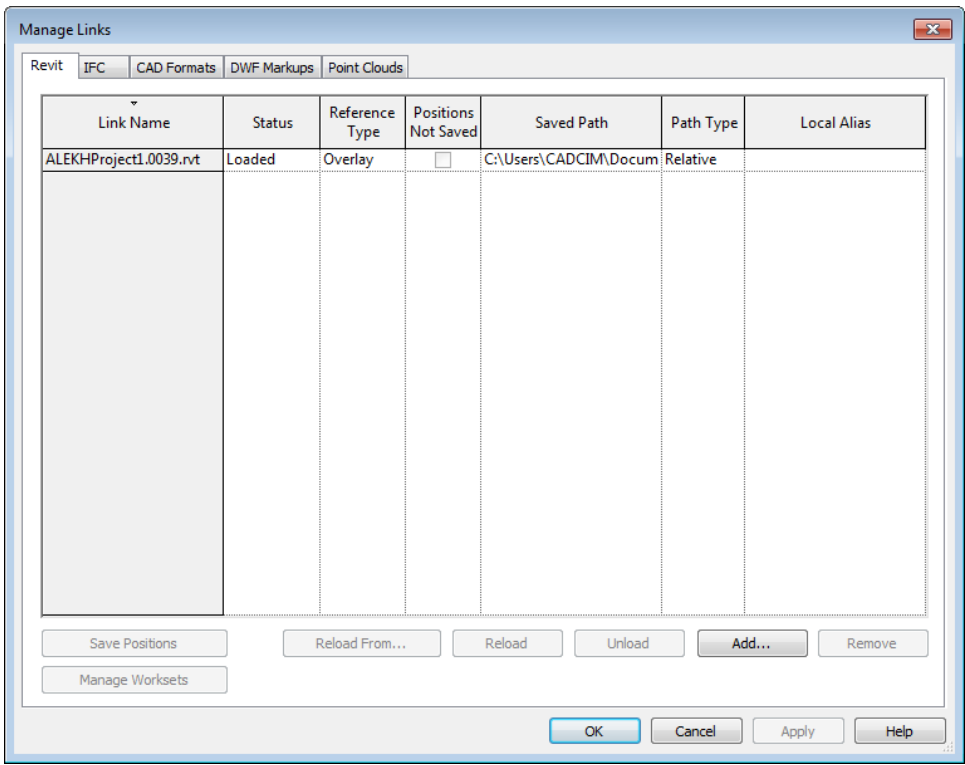 Manage Links
Revit IFC CAD Formats DWF Markups Point Clouds
Link Name Status Reference Type Positions Not Saved Saved Path Path Type Local Alias
ALEKHProject1.0039.rvt Loaded Overlay C:\Users\CADCIM\Docum Relative
Save Positions Reload From... Reload Unload Add... Remove
Manage Worksets
OK Cancel Apply Help